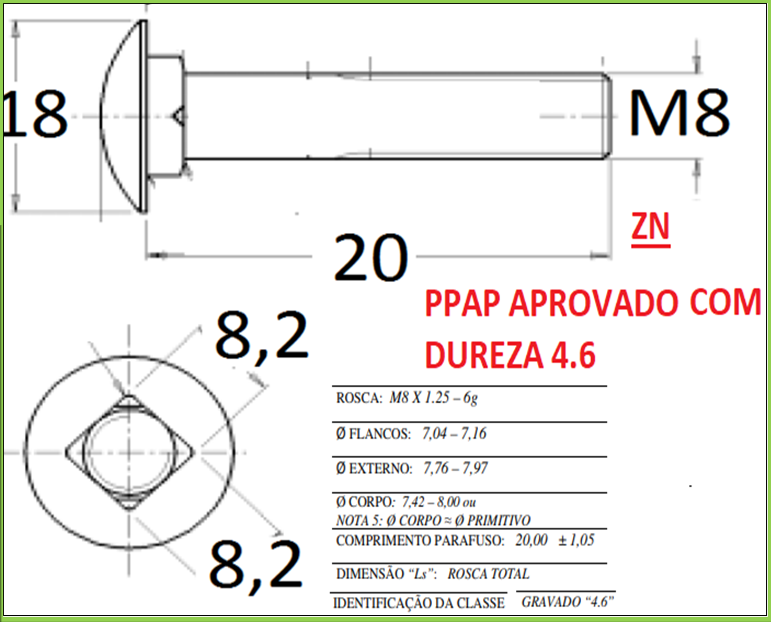 18
M8
ZN
20
PPAP APROVADO COM
DUREZA 4.6
8,2
ROSCA: M8 X 1.25 – 6g
Ø FLANCOS: 7,04 – 7,16
Ø EXTERNO: 7,76 – 7,97
Ø CORPO: 7,42 – 8,00 ou
NOTA 5: Ø CORPO ≈ Ø PRIMITIVO
COMPRIMENTO PARAFUSO: 20,00 ± 1,05
8,2
DIMENSÃO “Ls”: ROSCA TOTAL
IDENTIFICAÇÃO DA CLASSE GRAVADO “4.6”